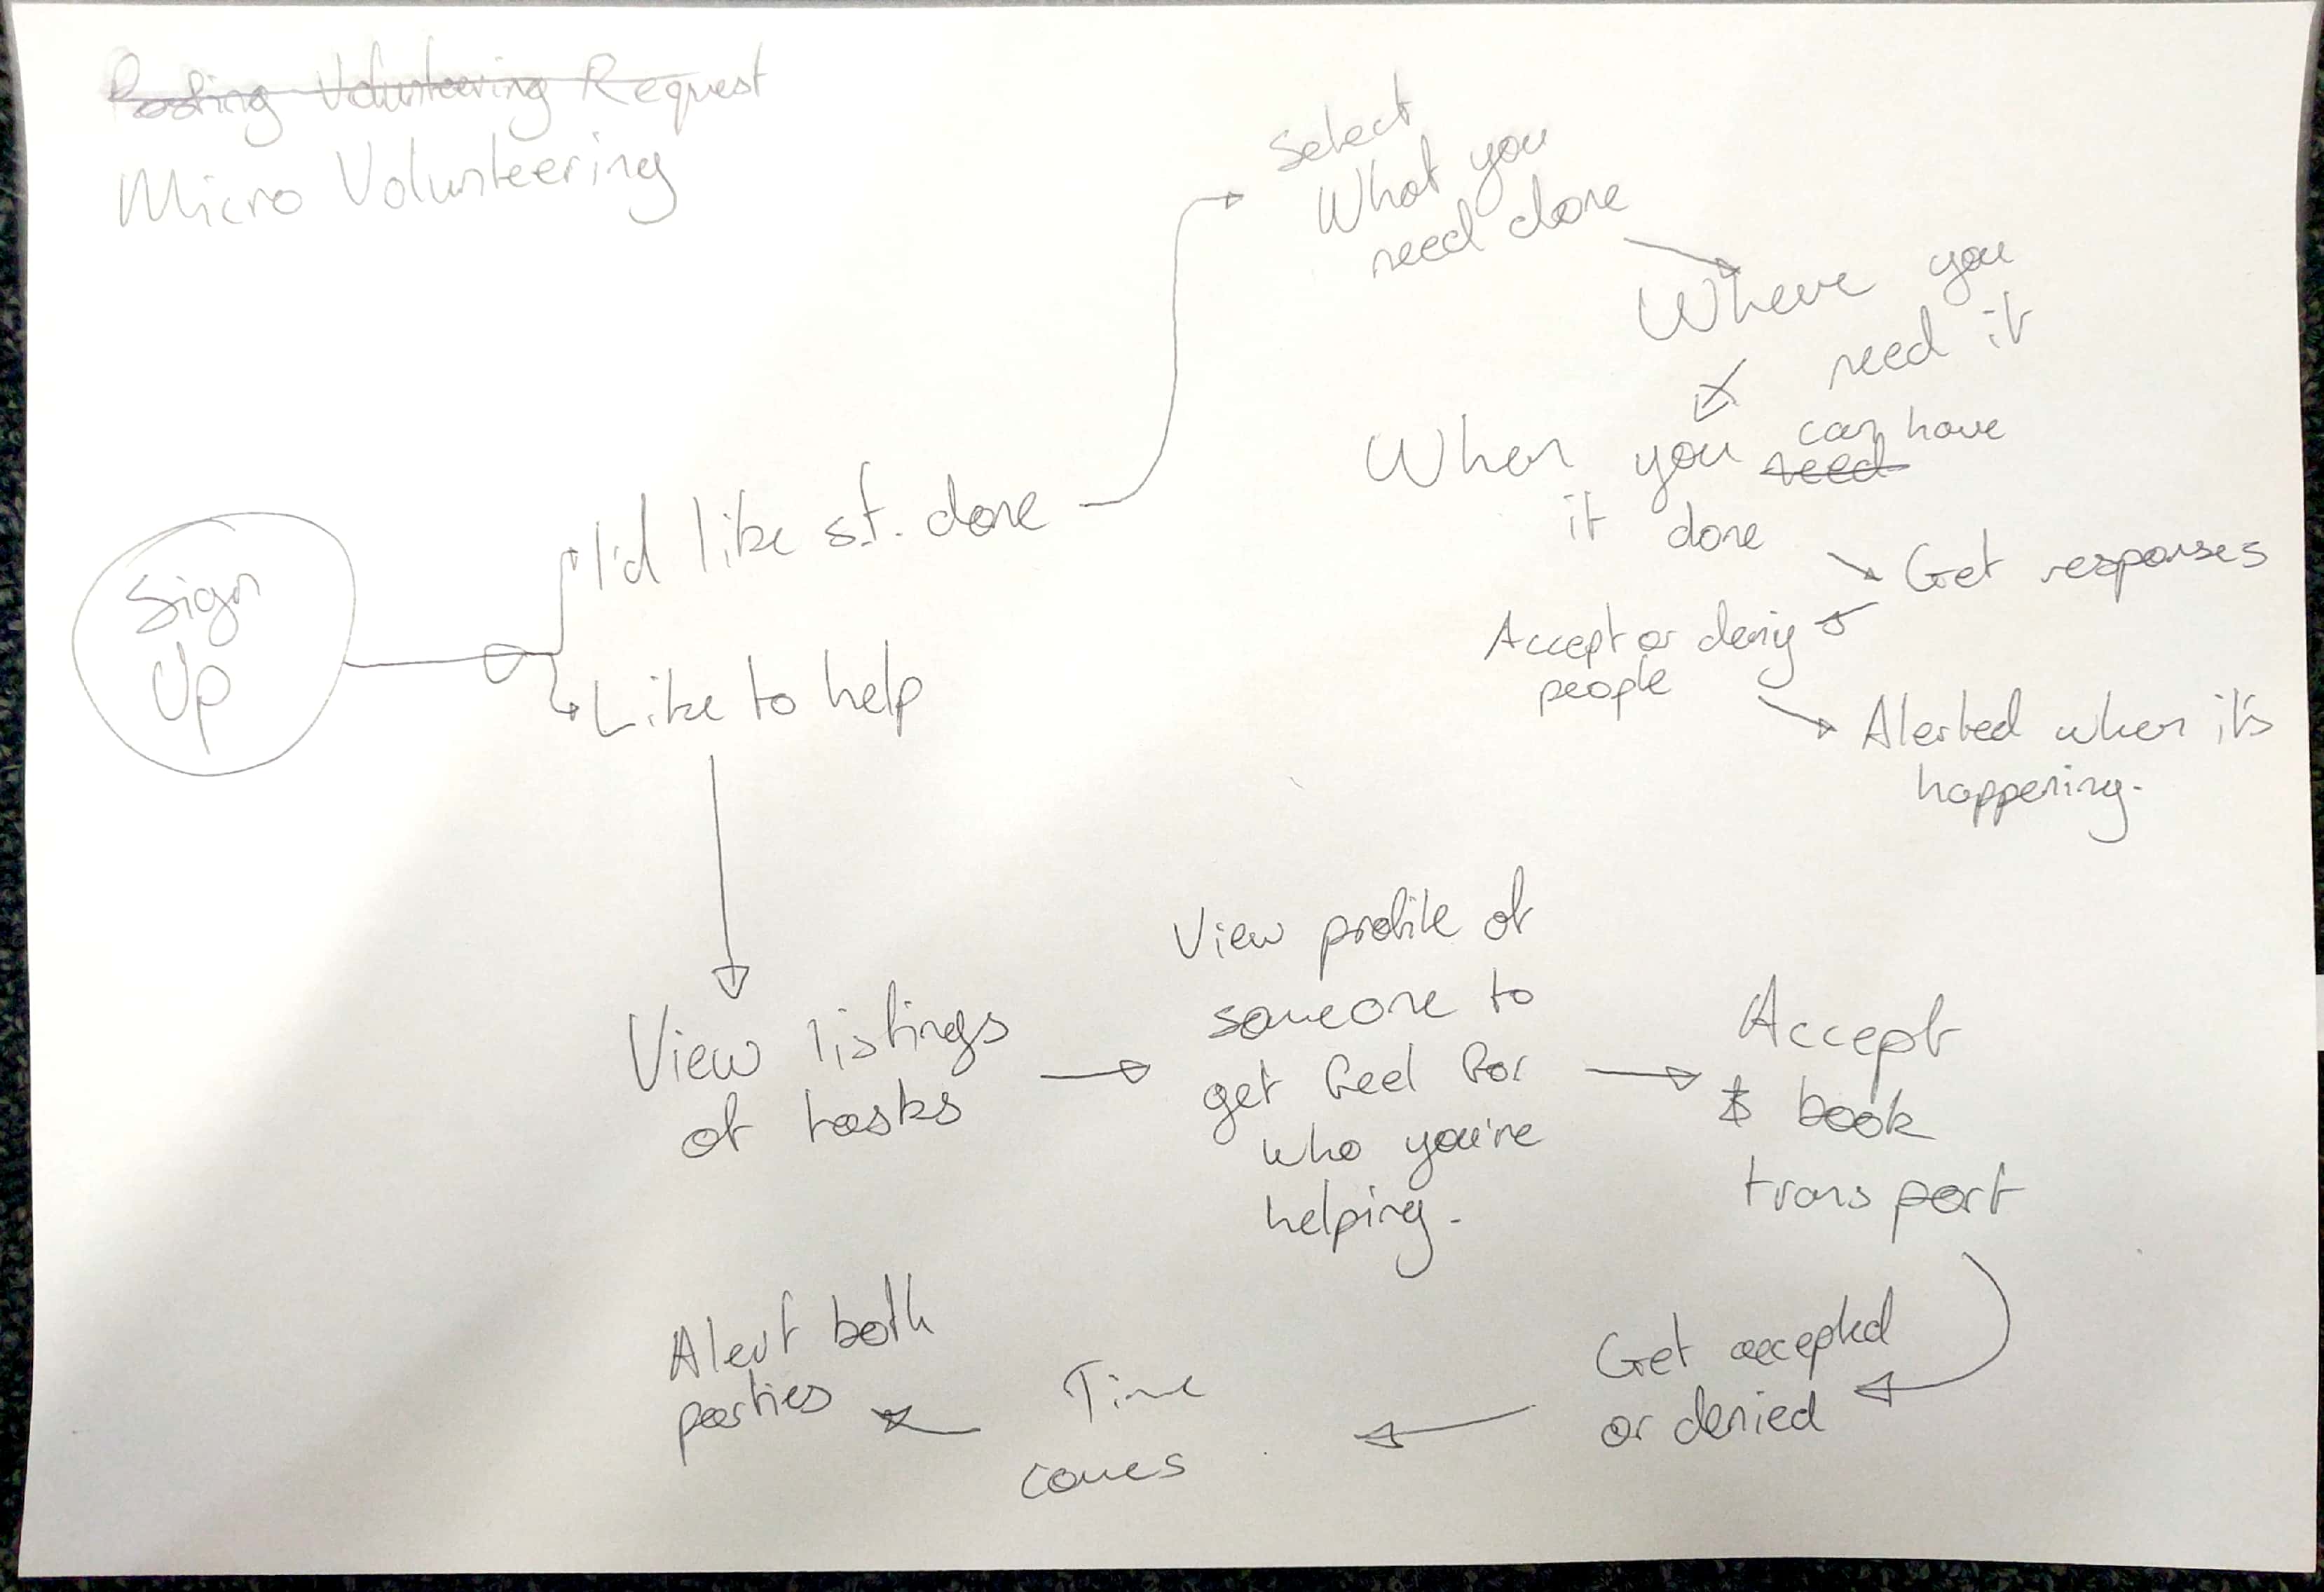 Posting Volunteering Request
Micro Volunteering
Sign
Up
I'd like st. done
Like to help
Select
What you
need done
Where you
need it
When you need can have
it done
Get responses
Accept or deny
people
Alerted when it's
happening.
View listings
of tasks
View profile of
someone to
get feel for
who you're
helping.
Accept
& book
transport
Get accepted
or denied
Time
comes
Alert both
parties